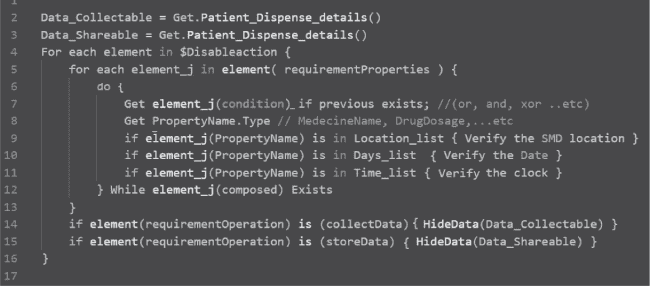 1
2 Data_Collectable = Get.Patient_Dispense_details()
3 Data_Shareable = Get.Patient_Dispense_details()
4 For each element in $Disableaction {
5 for each element_j in element( requirementProperties ) {
6 do {
7 Get element_j(condition)_ if previous exists; //(or, and, xor ..etc)
8 Get PropertyName.Type // MedecineName, DrugDosage,...etc
9 if element_j(PropertyName) is in Location_list { Verify the SMD location }
10 if element_j(PropertyName) is in Days_list { Verify the Date }
11 if element_j(PropertyName) is in Time_list { Verify the clock }
12 } While element_j(composed) Exists
13 }
14 if element(requirementOperation) is (collectData){ HideData(Data_Collectable) }
15 if element(requirementOperation) is (storeData) { HideData(Data_Shareable) }
16 }
17